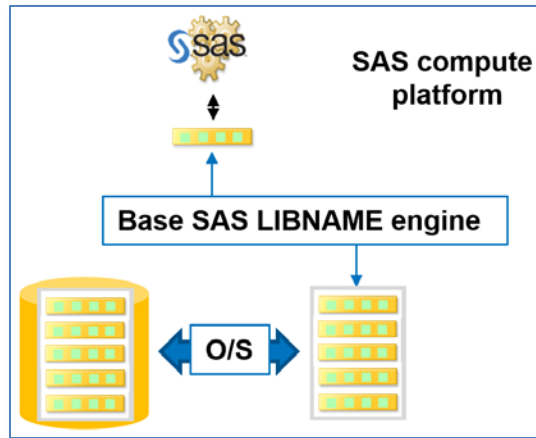 sas
SAS compute
platform
Base SAS LIBNAME engine
O/S